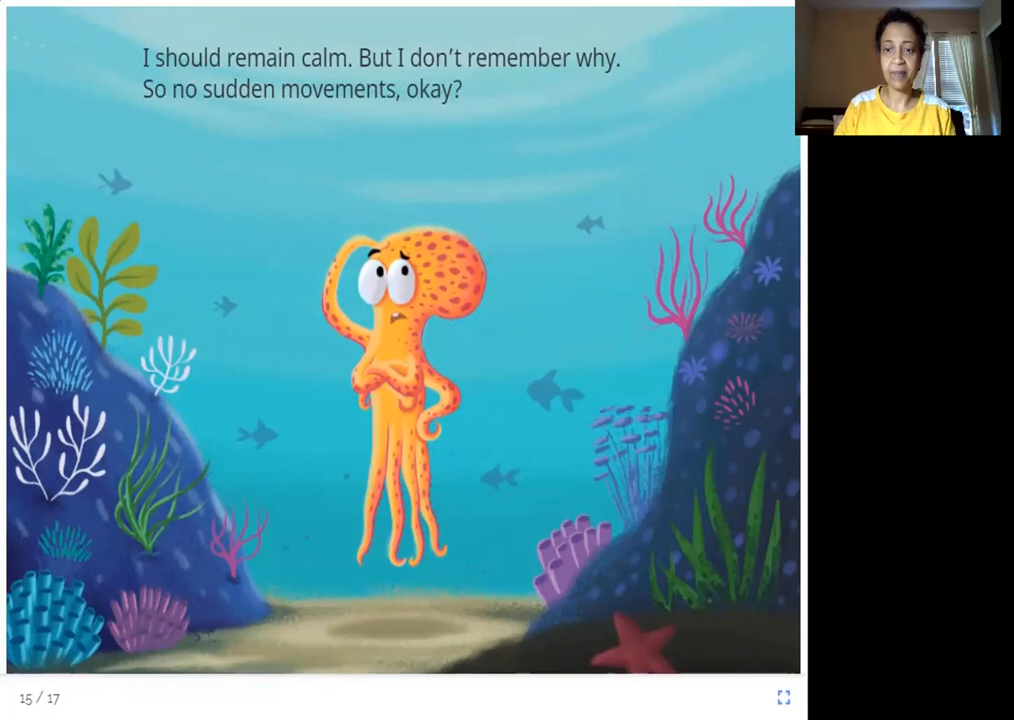 I should remain calm. But I don’t remember why.
So no sudden movements, okay?
15 / 17